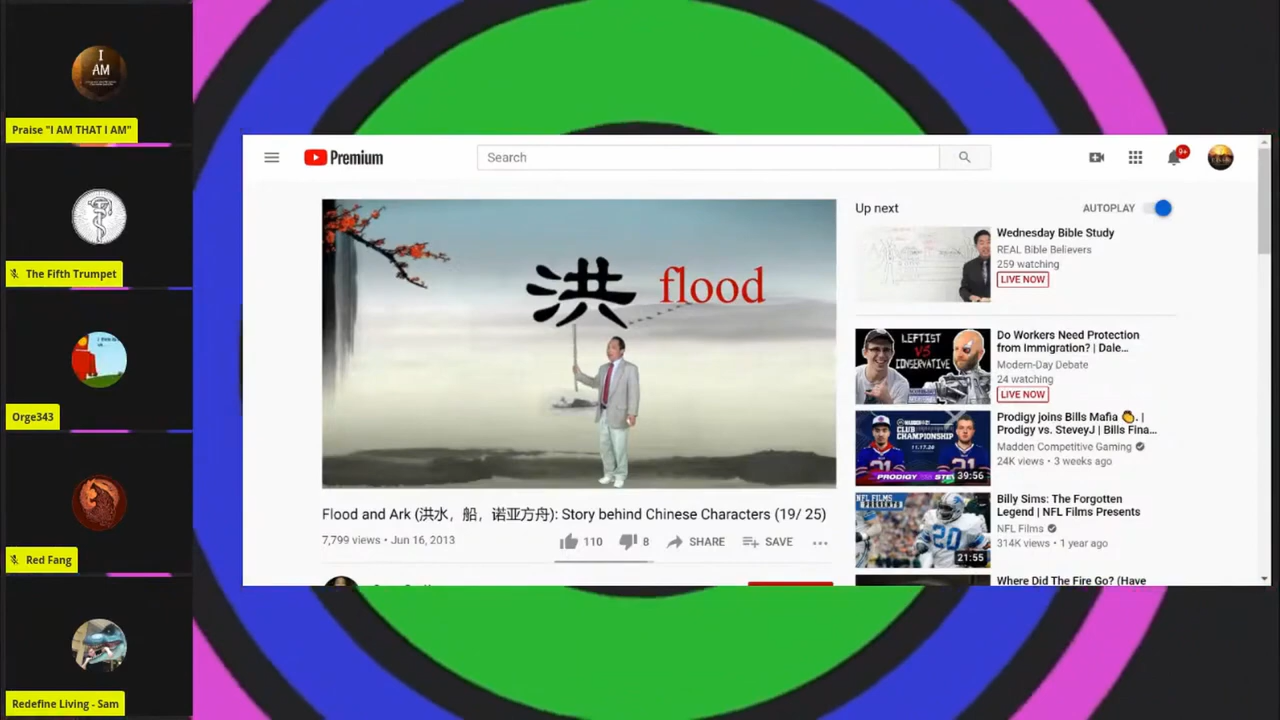 I
AM
Praise "I AM THAT I AM"
The Fifth Trumpet
Orge343
Red Fang
Redefine Living - Sam
Premium
Search
9+
洪 flood
Flood and Ark (洪水，船，诺亚方舟): Story behind Chinese Characters (19/ 25)
7,799 views • Jun 16, 2013
110
8
SHARE
SAVE
Up next
AUTOPLAY
Wednesday Bible Study
REAL Bible Believers
259 watching
LIVE NOW
LEFTIST
VS
CONSERVATIVE
Do Workers Need Protection
from Immigration? | Dale...
Modern-Day Debate
24 watching
LIVE NOW
CLUB
CHAMPIONSHIP
11.17.20
PRODIGY
39:56
Prodigy joins Bills Mafia 👏. |
Prodigy vs. SteveyJ | Bills Fina...
Madden Competitive Gaming
24K views • 3 weeks ago
NFL FILMS
PRESENTS
20
21:55
Billy Sims: The Forgotten
Legend | NFL Films Presents
NFL Films
314K views • 1 year ago
Where Did The Fire Go? (Have